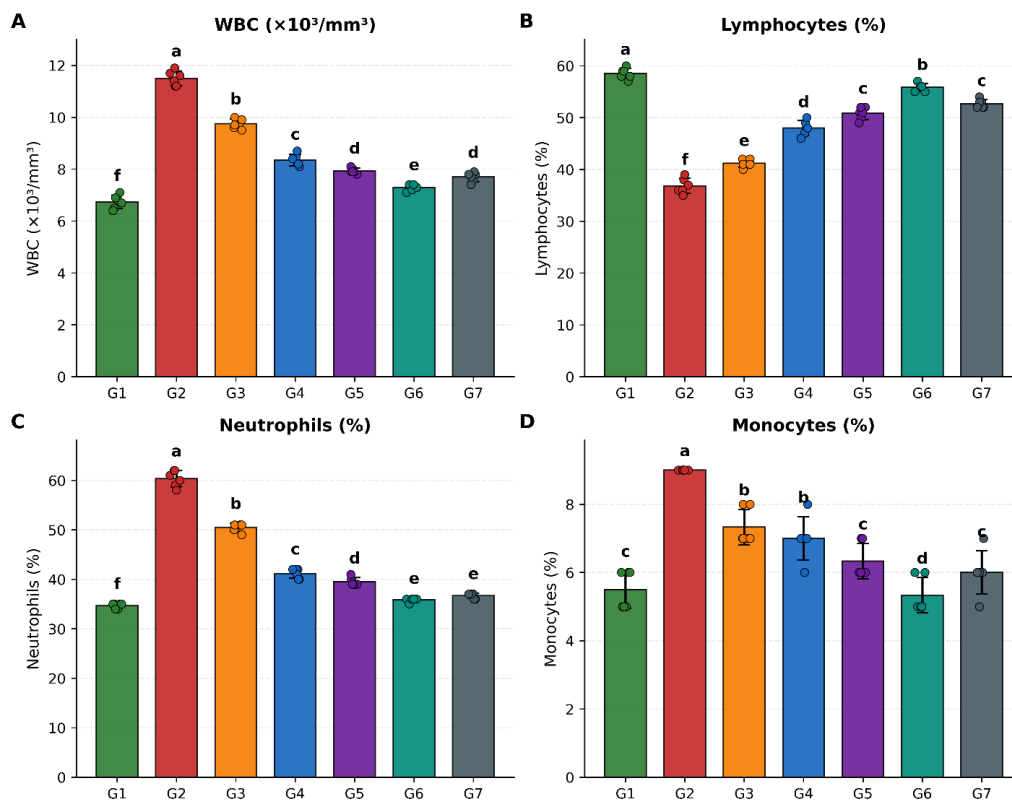 A
WBC (×10³/mm³)
WBC (×10³/mm³)
12
10
8
6
4
2
0
f
a
b
c
d
e
d
G1 G2 G3 G4 G5 G6 G7
B
Lymphocytes (%)
Lymphocytes (%)
60
50
40
30
20
10
0
a
f
e
d
c
b
c
G1 G2 G3 G4 G5 G6 G7
C
Neutrophils (%)
Neutrophils (%)
60
50
40
30
20
10
0
f
a
b
c
d
e
e
G1 G2 G3 G4 G5 G6 G7
D
Monocytes (%)
Monocytes (%)
8
6
4
2
0
c
a
b
b
c
d
c
G1 G2 G3 G4 G5 G6 G7